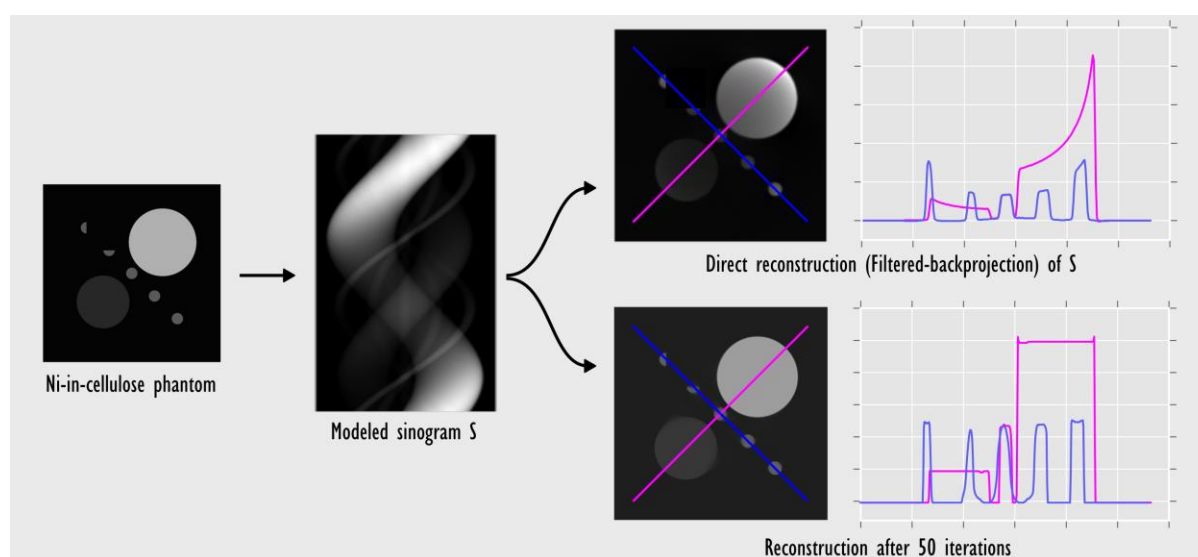 Ni-in-cellulose phantom
Modeled sinogram S
Direct reconstruction (Filtered-backprojection) of S
Reconstruction after 50 iterations